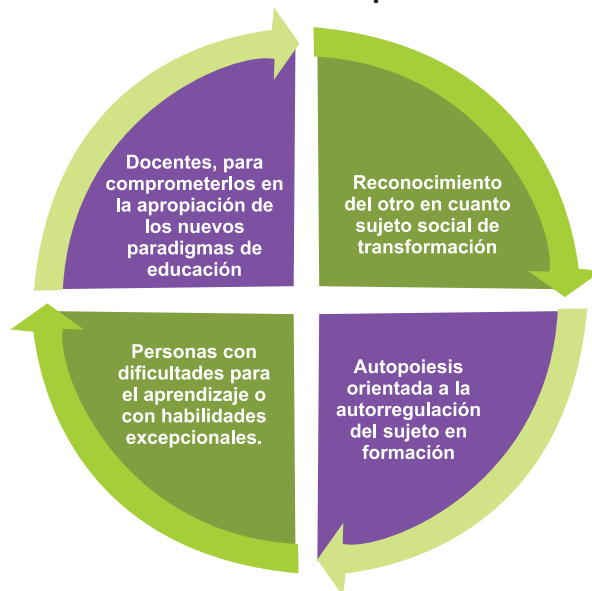 Docentes, para
comprometerlos en
la apropiación de
los nuevos
paradigmas de
educación
Reconocimiento
del otro en cuanto
sujeto social de
transformación
Personas con
dificultades para
el aprendizaje o
con habilidades
excepcionales.
Autopoiesis
orientada a la
autorregulación
del sujeto en
formación